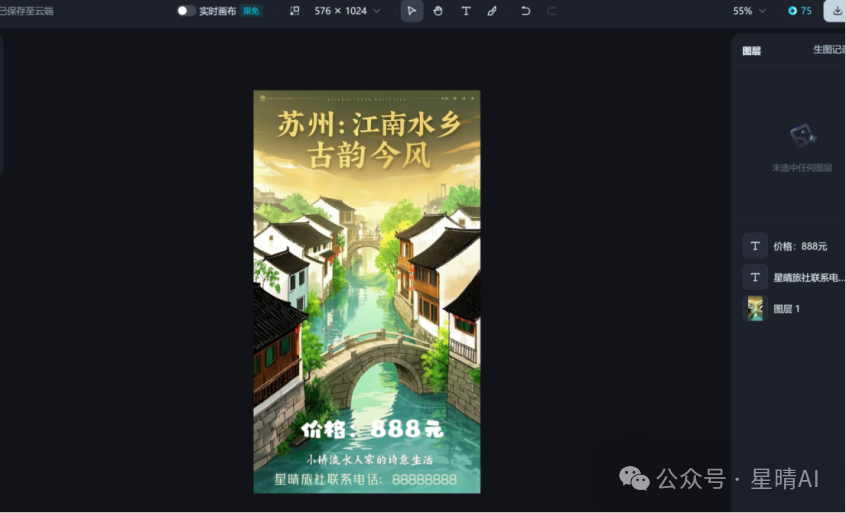 已保存至云端
实时画布 限免
576 × 1024
55%
75
图层
生图记
未选中任何图层
苏州:江南水乡
古韵今风
价格:888元
小桥流水人家的诗意生活
星晴旅社联系电话:88888888
价格:888元
星晴旅社联系电...
图层 1
公众号 · 星晴AI